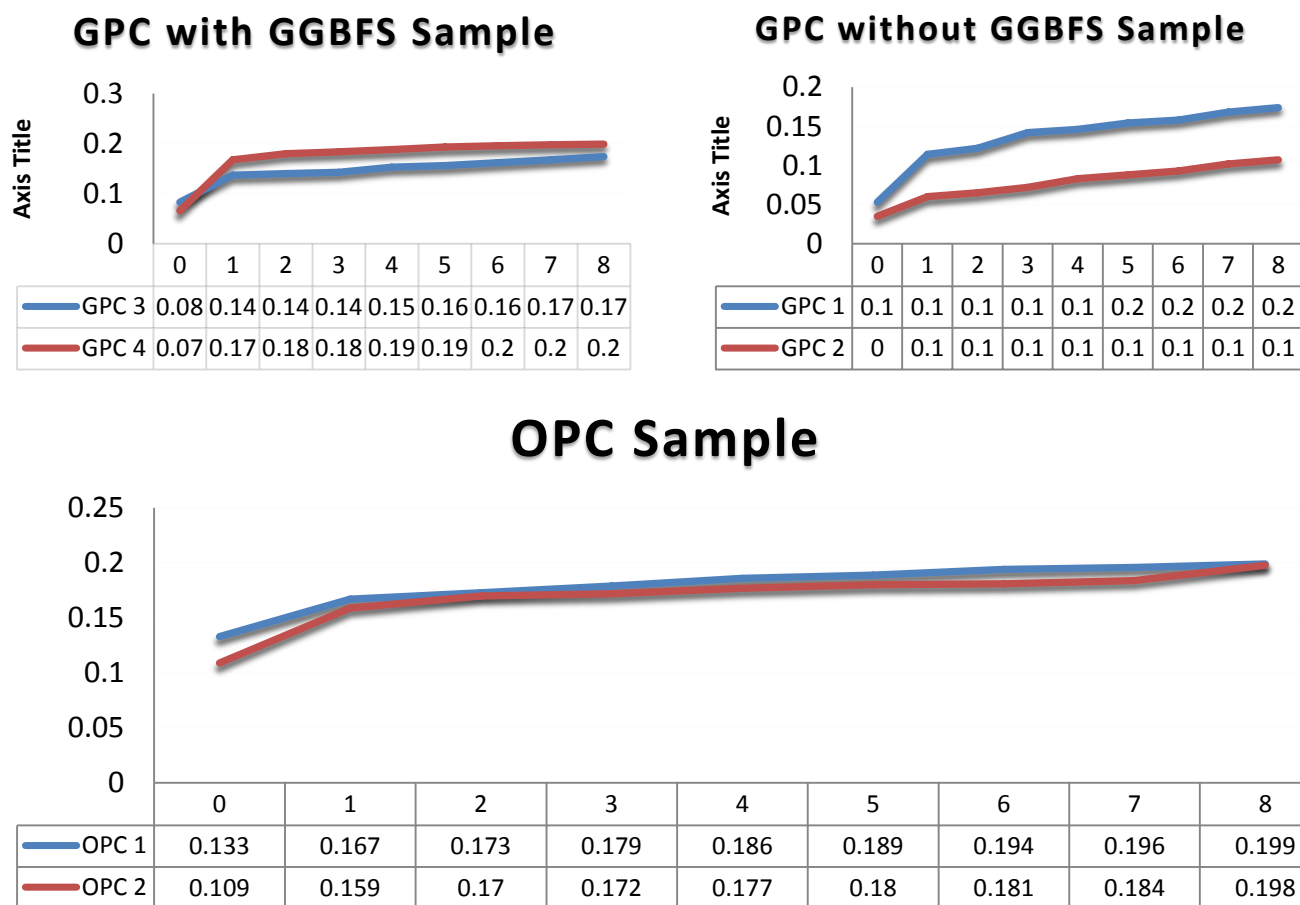 GPC with GGBFS Sample
Axis Title
0.3
0.2
0.1
0
0 1 2 3 4 5 6 7 8
GPC 3 0.08 0.14 0.14 0.14 0.15 0.16 0.16 0.17 0.17
GPC 4 0.07 0.17 0.18 0.18 0.19 0.19 0.2 0.2 0.2
GPC without GGBFS Sample
Axis Title
0.2
0.15
0.1
0.05
0
0 1 2 3 4 5 6 7 8
GPC 1 0.1 0.1 0.1 0.1 0.1 0.2 0.2 0.2 0.2
GPC 2 0 0.1 0.1 0.1 0.1 0.1 0.1 0.1 0.1
OPC Sample
0.25
0.2
0.15
0.1
0.05
0
0 1 2 3 4 5 6 7 8
OPC 1 0.133 0.167 0.173 0.179 0.186 0.189 0.194 0.196 0.199
OPC 2 0.109 0.159 0.17 0.172 0.177 0.18 0.181 0.184 0.198